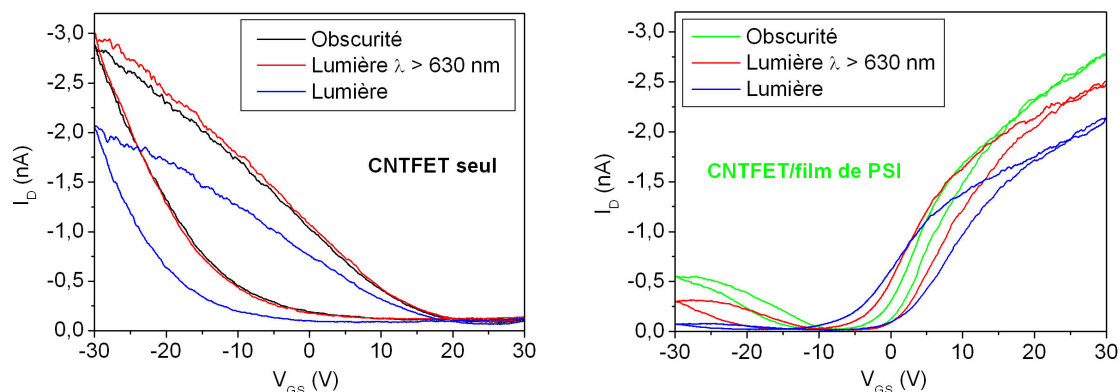 -3,0
-2,5
-2,0
-1,5
-1,0
-0,5
0,0
I_D (nA)
Obscurité
Lumière λ > 630 nm
Lumière
CNTFET seul
-30 -20 -10 0 10 20 30
V_GS (V)
-3,0
-2,5
-2,0
-1,5
-1,0
-0,5
0,0
I_D (nA)
Obscurité
Lumière λ > 630 nm
Lumière
CNTFET/film de PSI
-30 -20 -10 0 10 20 30
V_GS (V)